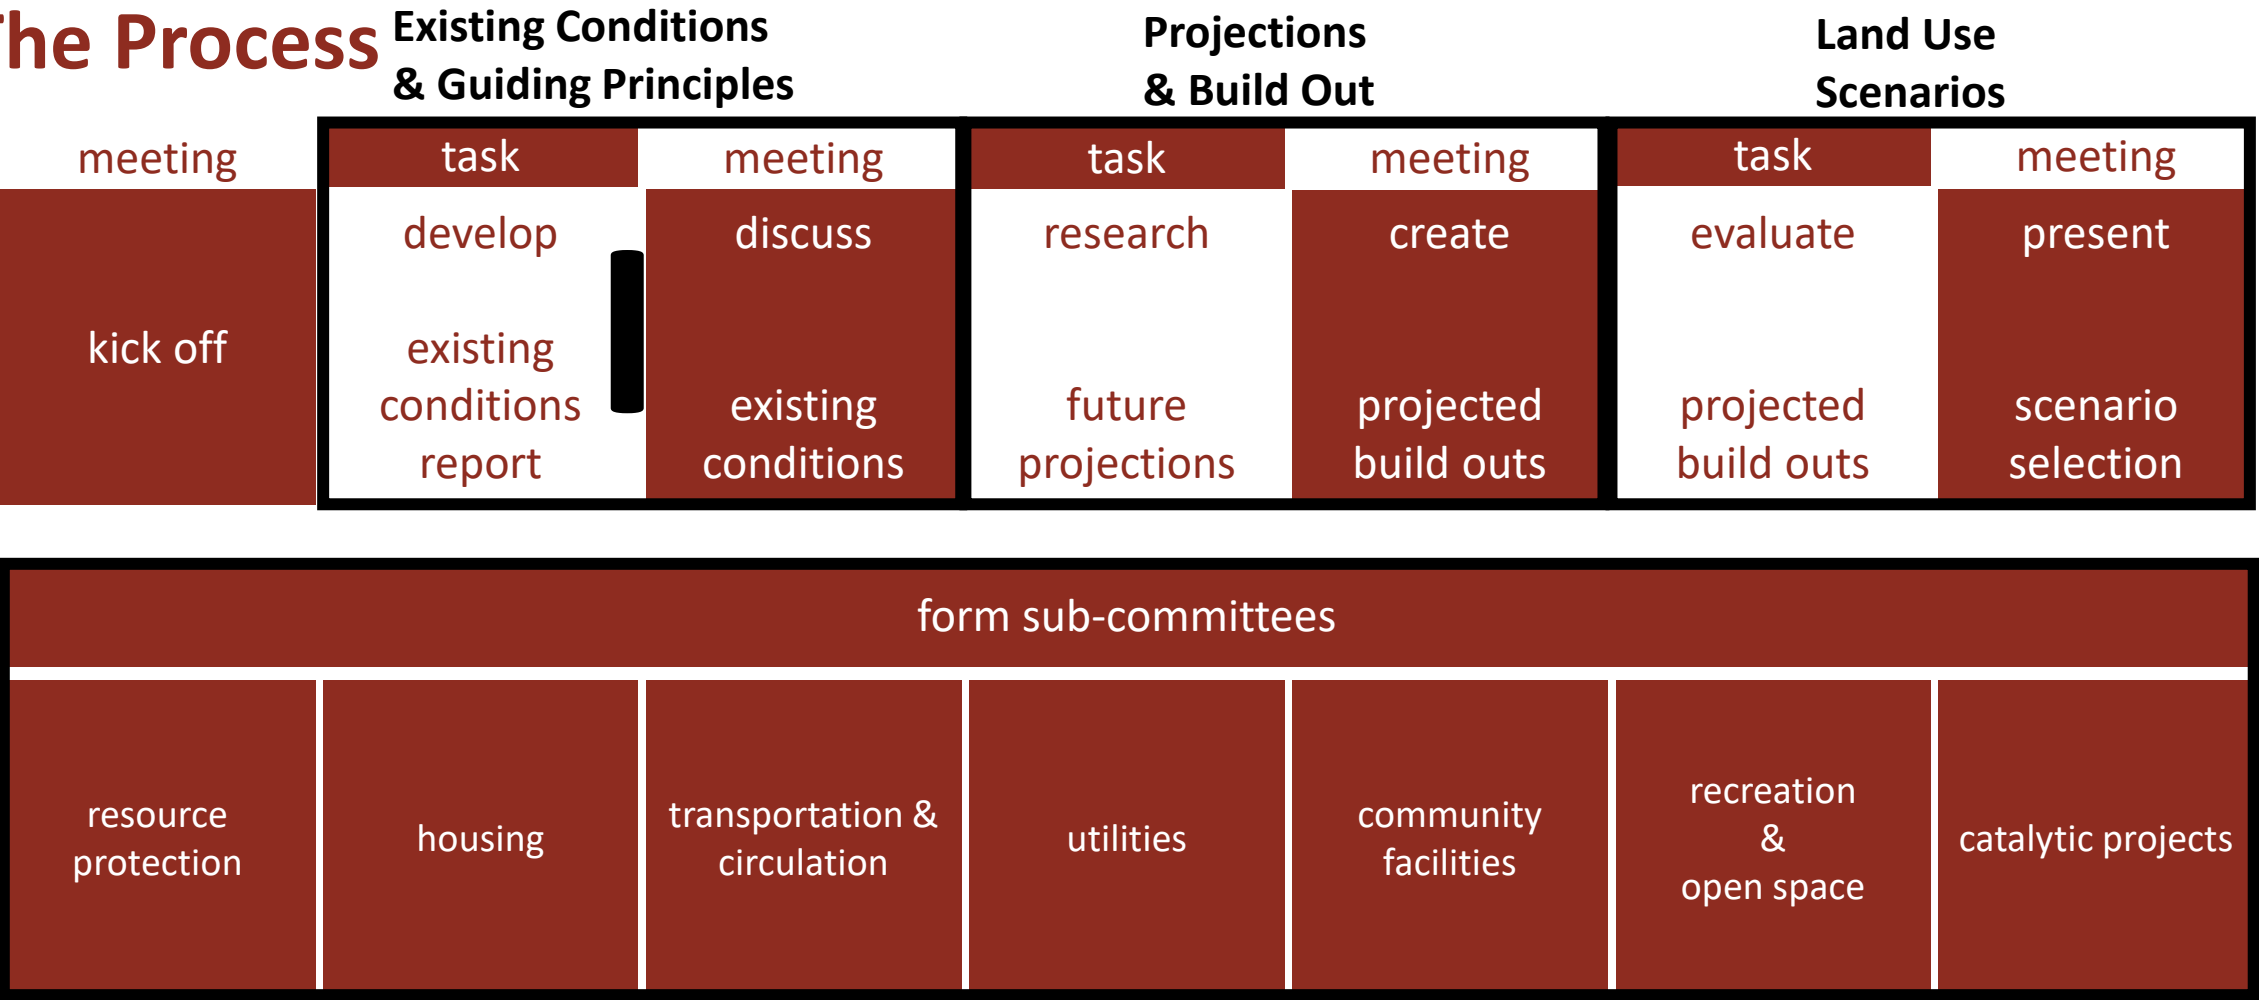 The Process
Existing Conditions
& Guiding Principles
Projections
& Build Out
Land Use
Scenarios
meeting
kick off
task
develop
existing
conditions
report
meeting
discuss
existing
conditions
task
research
future
projections
meeting
create
projected
build outs
task
evaluate
projected
build outs
meeting
present
scenario
selection
form sub-committees
resource
protection
housing
transportation &
circulation
utilities
community
facilities
recreation
&
open space
catalytic projects